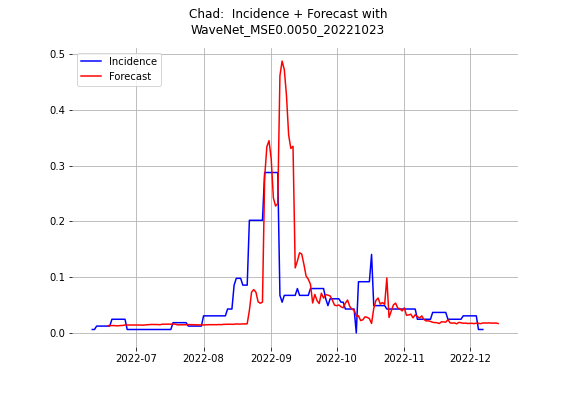 Chad:  Incidence + Forecast with
WaveNet_MSE0.0050_20221023
Incidence
Forecast
0.5
0.4
0.3
0.2
0.1
0.0
2022-07 2022-08 2022-09 2022-10 2022-11 2022-12